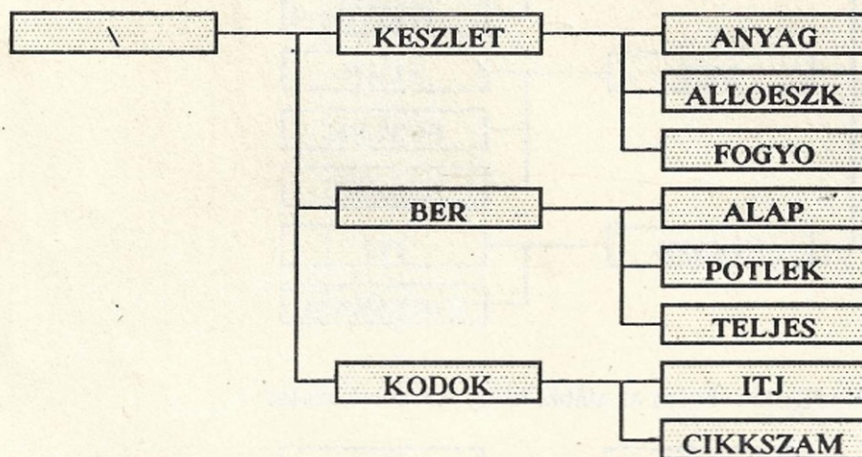 \
KESZLET
ANYAG
ALLOESZK
FOGYO
BER
ALAP
POTLEK
TELJES
KODOK
ITJ
CIKKSZAM